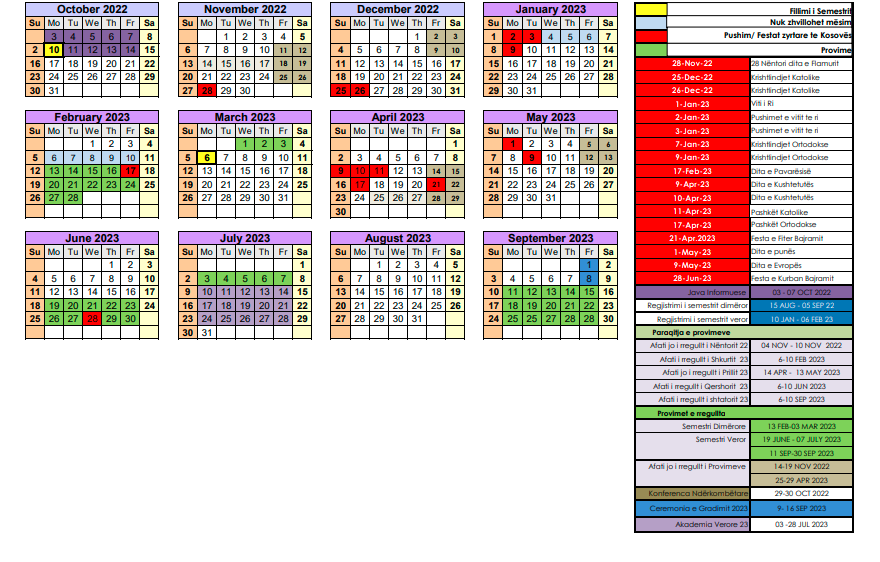 October 2022
Su Mo Tu We Th Fr Sa
3 4 5 6 7 8
2 10 11 12 13 14 15
16 17 18 19 20 21 22
23 24 25 26 27 28 29
30 31
November 2022
Su Mo Tu We Th Fr Sa
1 2 3 4 5
6 7 8 9 10 11 12
13 14 15 16 17 18 19
20 21 22 23 24 25 26
27 28 29 30
December 2022
Su Mo Tu We Th Fr Sa
1 2 3
4 5 6 7 8 9 10
11 12 13 14 15 16 17
18 19 20 21 22 23 24
25 26 27 28 29 30 31
January 2023
Su Mo Tu We Th Fr Sa
1 2 3 4 5 6 7
8 9 10 11 12 13 14
15 16 17 18 19 20 21
22 23 24 25 26 27 28
29 30 31
February 2023
Su Mo Tu We Th Fr Sa
1 2 3 4
5 6 7 8 9 10 11
12 13 14 15 16 17 18
19 20 21 22 23 24 25
26 27 28
March 2023
Su Mo Tu We Th Fr Sa
1 2 3 4
5 6 7 8 9 10 11
12 13 14 15 16 17 18
19 20 21 22 23 24 25
26 27 28 29 30 31
April 2023
Su Mo Tu We Th Fr Sa
1
2 3 4 5 6 7 8
9 10 11 12 13 14 15
16 17 18 19 20 21 22
23 24 25 26 27 28 29
30
May 2023
Su Mo Tu We Th Fr Sa
1 2 3 4 5 6
7 8 9 10 11 12 13
14 15 16 17 18 19 20
21 22 23 24 25 26 27
28 29 30 31
June 2023
Su Mo Tu We Th Fr Sa
1 2 3
4 5 6 7 8 9 10
11 12 13 14 15 16 17
18 19 20 21 22 23 24
25 26 27 28 29 30
July 2023
Su Mo Tu We Th Fr Sa
1
2 3 4 5 6 7 8
9 10 11 12 13 14 15
16 17 18 19 20 21 22
23 24 25 26 27 28 29
30 31
August 2023
Su Mo Tu We Th Fr Sa
1 2 3 4 5
6 7 8 9 10 11 12
13 14 15 16 17 18 19
20 21 22 23 24 25 26
27 28 29 30 31
September 2023
Su Mo Tu We Th Fr Sa
1 2
3 4 5 6 7 8 9
10 11 12 13 14 15 16
17 18 19 20 21 22 23
24 25 26 27 28 29 30
Fillimi i Semestrit
Nuk zhvillohet mësim
Pushim/ Festat zyrtare te Kosovës
Provime
28-Nov-22 28 Nëntori dita e Flamurit
25-Dec-22 Krishtlindjet Katolike
26-Dec-22 Krishtlindjet Katolike
1-Jan-23 Viti i Ri
2-Jan-23 Pushimet e vitit te ri
3-Jan-23 Pushimet e vitit te ri
7-Jan-23 Krishtlindjet Ortodokse
9-Jan-23 Krishtlindjet Ortodokse
17-Feb-23 Dita e Pavarësisë
9-Apr-23 Dita e Kushtetutës
10-Apr-23 Dita e Kushtetutës
11-Apr-23 Pashkët Katolike
17-Apr-23 Pashket Ortodokse
21-Apr.2023 Festa e Fiter Bajramit
1-May-23 Dita e punës
9-May-23 Dita e Evropës
28-Jun-23 Festa e Kurban Bajramit
Java Informuese 03 - 07 OCT 2022
Regjistrimi i semestrit dimëror 15 AUG - 05 SEP 22
Regjistrimi i semestrit veror 10 JAN - 06 FEB 23
Paraqitja e provimeve
Afati jo i rregullt i Nëntorit 22 04 NOV - 10 NOV 2022
Afati i rregullt i Shkurtit 23 6-10 FEB 2023
Afati jo i rregullt i Prillit 23 14 APR - 13 MAY 2023
Afati i rregullt i Qershorit 23 6-10 JUN 2023
Afati i rregullt i shtatorit 23 6-10 SEP 2023
Provimet e rregullta
Semestri Dimërore 13 FEB-03 MAR 2023
Semestri Veror 19 JUNE - 07 JULY 2023
11 SEP-30 SEP 2023
Afati jo i rregullt i Provimeve 14-19 NOV 2022
25-29 APR 2023
Konferenca Ndërkombëtare 29-30 OCT 2022
Ceremonia e Gradimit 2023 9- 16 SEP 2023
Akademia Verore 23 03 -28 JUL 2023